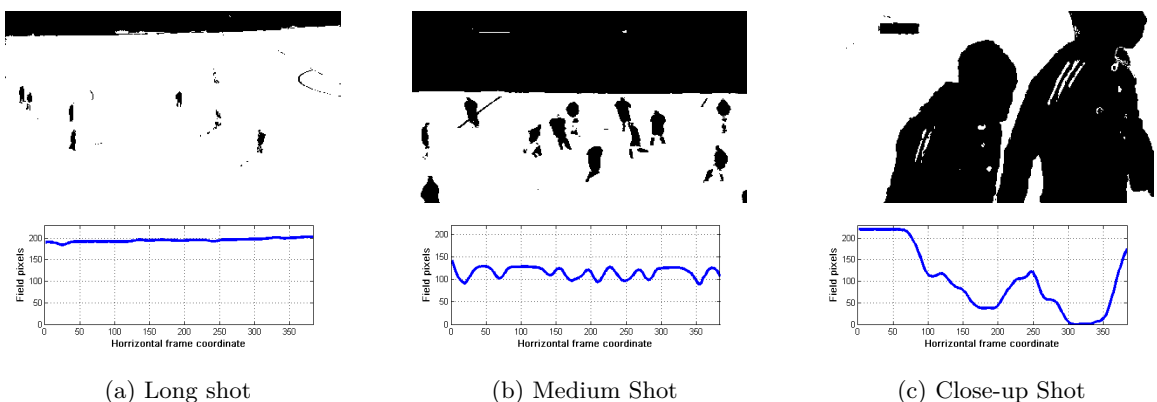 200
150
100
50
0
Field pixels
0 50 100 150 200 250 300 350
Horrizontal frame coordinate
200
150
100
50
0
Field pixels
0 50 100 150 200 250 300 350
Horrizontal frame coordinate
200
150
100
50
0
Field pixels
0 50 100 150 200 250 300 350
Horrizontal frame coordinate
(a) Long shot
(b) Medium Shot
(c) Close-up Shot